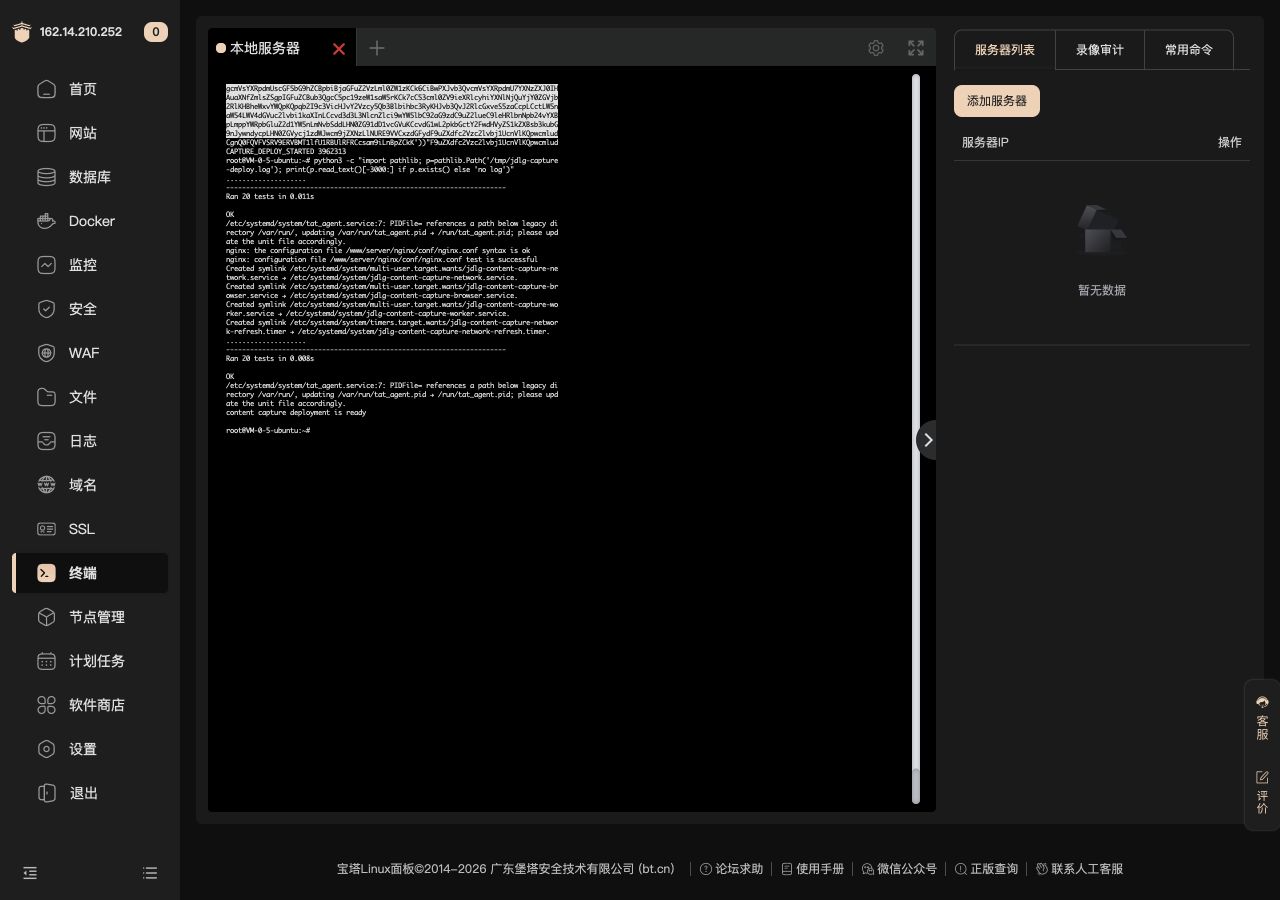 162.14.210.252
0
首页
网站
数据库
Docker
监控
安全
WAF
文件
日志
域名
SSL
终端
节点管理
计划任务
软件商店
设置
退出
本地服务器
CAPTURE_DEPLOY_STARTED 3962313
root@VM-0-5-ubuntu:~# python3 -c "import pathlib; p=pathlib.Path('/tmp/jdlg-capture
-deploy.log'); print(p.read_text()[-3000:] if p.exists() else 'no log')"
....................
----------------------------------------------------------------------
Ran 20 tests in 0.011s
OK
/etc/systemd/system/tat_agent.service:7: PIDFile= references a path below legacy di
rectory /var/run/, updating /var/run/tat_agent.pid → /run/tat_agent.pid; please upd
ate the unit file accordingly.
nginx: the configuration file /www/server/nginx/conf/nginx.conf syntax is ok
nginx: configuration file /www/server/nginx/conf/nginx.conf test is successful
Created symlink /etc/systemd/system/multi-user.target.wants/jdlg-content-capture-ne
twork.service → /etc/systemd/system/jdlg-content-capture-network.service.
Created symlink /etc/systemd/system/multi-user.target.wants/jdlg-content-capture-br
owser.service → /etc/systemd/system/jdlg-content-capture-browser.service.
Created symlink /etc/systemd/system/multi-user.target.wants/jdlg-content-capture-wo
rker.service → /etc/systemd/system/jdlg-content-capture-worker.service.
Created symlink /etc/systemd/system/timers.target.wants/jdlg-content-capture-networ
k-refresh.timer → /etc/systemd/system/jdlg-content-capture-network-refresh.timer.
....................
----------------------------------------------------------------------
Ran 20 tests in 0.008s
OK
/etc/systemd/system/tat_agent.service:7: PIDFile= references a path below legacy di
rectory /var/run/, updating /var/run/tat_agent.pid → /run/tat_agent.pid; please upd
ate the unit file accordingly.
content capture deployment is ready
root@VM-0-5-ubuntu:~#
服务器列表
录像审计
常用命令
添加服务器
服务器IP
操作
暂无数据
客服
评价
宝塔Linux面板©2014-2026 广东堡塔安全技术有限公司 (bt.cn)
论坛求助
使用手册
微信公众号
正版查询
联系人工客服